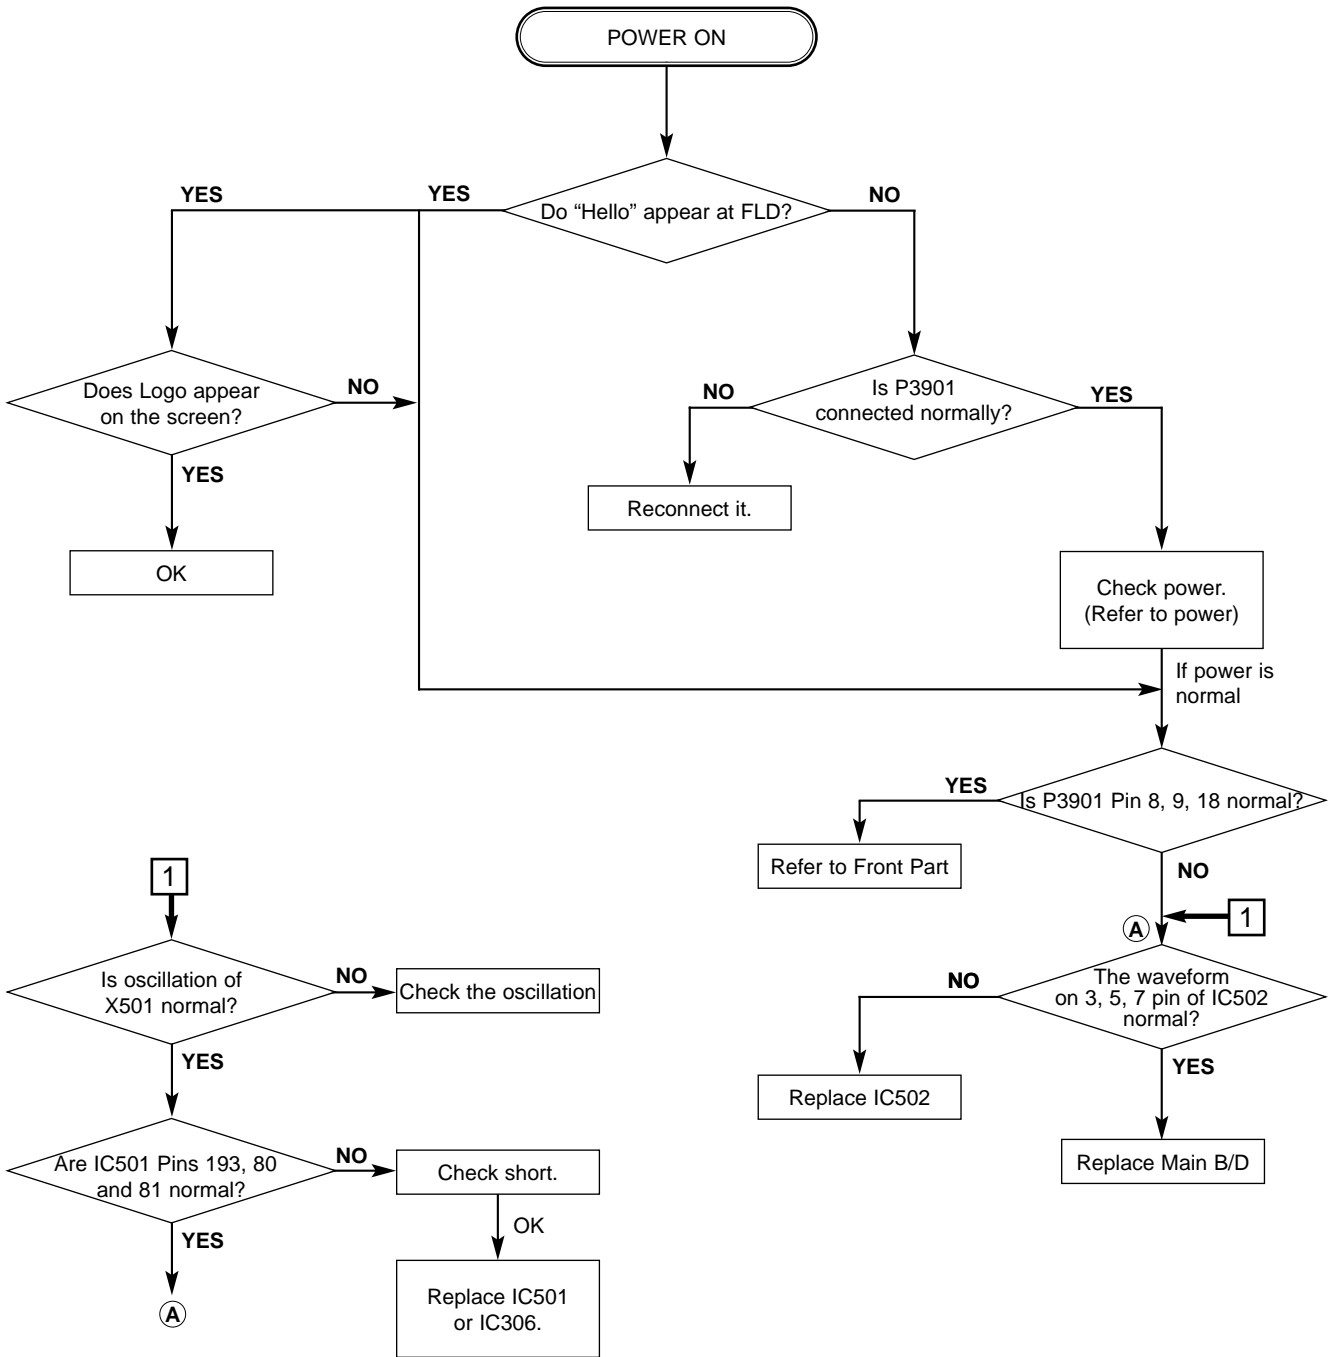 POWER ON
YES
YES
Do “Hello” appear at FLD?
NO
Does Logo appear
on the screen?
NO
YES
OK
Is P3901
connected normally?
NO
YES
Reconnect it.
Check power.
(Refer to power)
If power is
normal
Is P3901 Pin 8, 9, 18 normal?
YES
Refer to Front Part
NO
1
A
The waveform
on 3, 5, 7 pin of IC502
normal?
NO
Replace IC502
YES
Replace Main B/D
1
Is oscillation of
X501 normal?
NO
Check the oscillation
YES
Are IC501 Pins 193, 80
and 81 normal?
NO
Check short.
OK
Replace IC501
or IC306.
YES
A